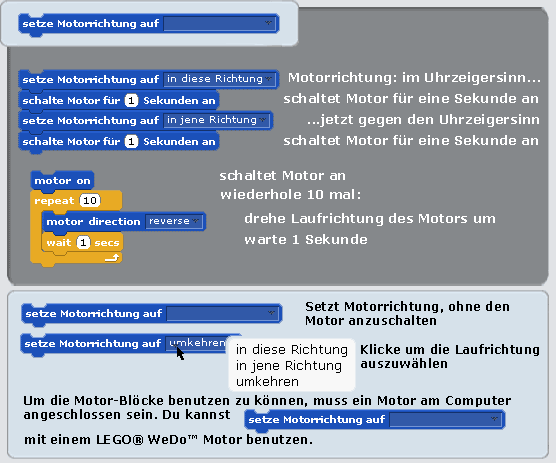 setze Motorrichtung auf
setze Motorrichtung auf in diese Richtung Motorrichtung: im Uhrzeigersinn...
schalte Motor für 1 Sekunden an schaltet Motor für eine Sekunde an
setze Motorrichtung auf in jene Richtung ...jetzt gegen den Uhrzeigersinn
schalte Motor für 1 Sekunden an schaltet Motor für eine Sekunde an
motor on
repeat 10
motor direction reverse
wait 1 secs
schaltet Motor an
wiederhole 10 mal:
drehe Laufrichtung des Motors um
warte 1 Sekunde
setze Motorrichtung auf
Setzt Motorrichtung, ohne den
Motor anzuschalten
setze Motorrichtung auf umkehren
in diese Richtung
in jene Richtung
umkehren
Klicke um die Laufrichtung
auszuwählen
Um die Motor-Blöcke benutzen zu können, muss ein Motor am Computer
angeschlossen sein. Du kannst setze Motorrichtung auf
mit einem LEGO® WeDo™ Motor benutzen.